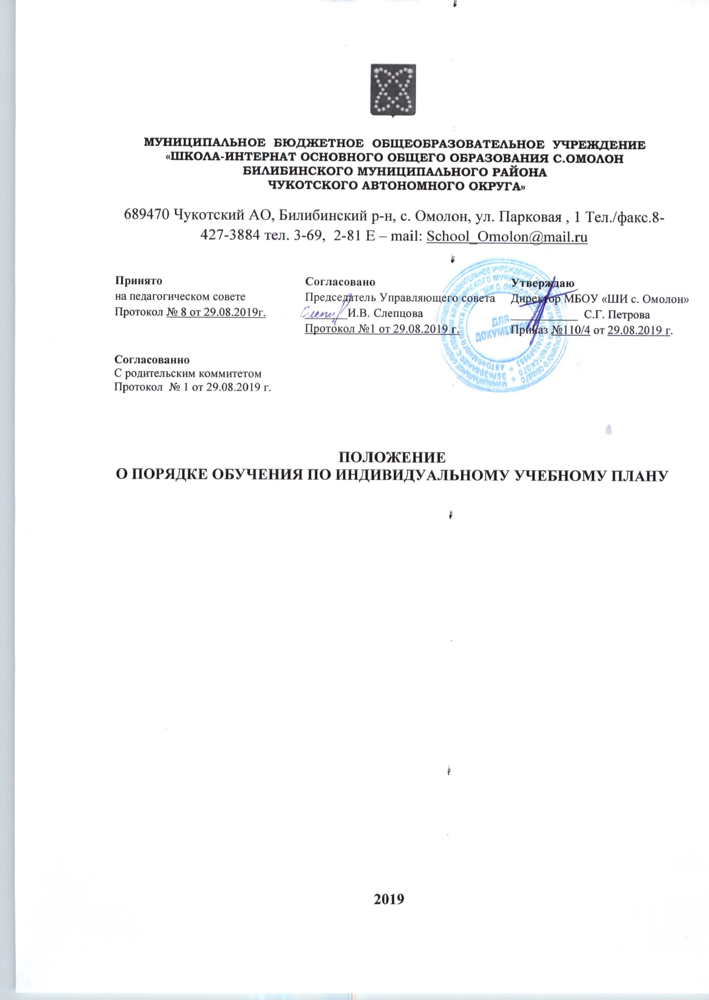 МУНИЦИПАЛЬНОЕ БЮДЖЕТНОЕ ОБЩЕОБРАЗОВАТЕЛЬНОЕ УЧРЕЖДЕНИЕ
«ШКОЛА-ИНТЕРНАТ ОСНОВНОГО ОБЩЕГО ОБРАЗОВАНИЯ С.ОМОЛОН
БИЛИБИНСКОГО МУНИЦИПАЛЬНОГО РАЙОНА
ЧУКОТСКОГО АВТОНОМНОГО ОКРУГА»
689470 Чукотский АО, Билибинский р-н, с. Омолон, ул. Парковая , 1 Тел./факс.8-
427-3884 тел. 3-69, 2-81 E – mail: School_Omolon@mail.ru
Принято
на педагогическом совете
Протокол № 8 от 29.08.2019г.
Согласовано
Председатель Управляющего совета
_______И.В. Слепцова
Протокол №1 от 29.08.2019 г.
Утверждаю
Директор МБОУ «ШИ с. Омолон»
___________ С.Г. Петрова
Приказ №110/4 от 29.08.2019 г.
ДЛЯ
ДОКУМЕНТОВ
Согласованно
С родительским коммитетом
Протокол № 1 от 29.08.2019 г.
ПОЛОЖЕНИЕ
О ПОРЯДКЕ ОБУЧЕНИЯ ПО ИНДИВИДУАЛЬНОМУ УЧЕБНОМУ ПЛАНУ
2019